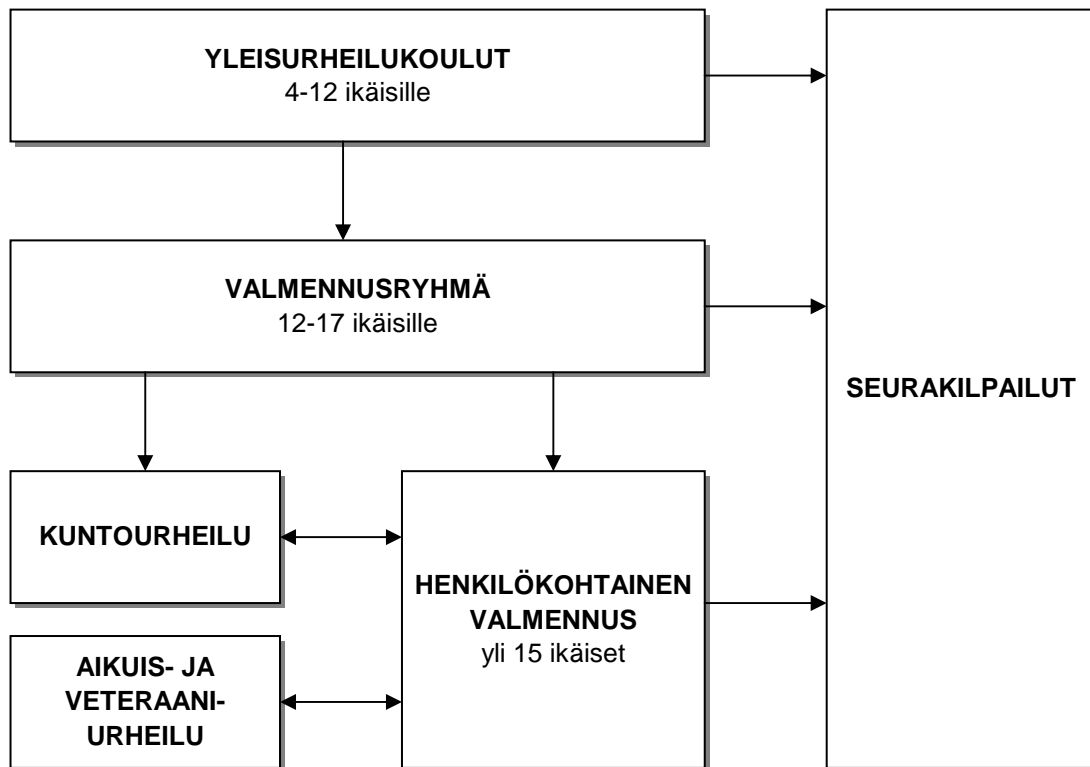 YLEISURHEILUKOULUT
4-12 ikäisille
VALMENNUSRYHMÄ
12-17 ikäisille
SEURAKILPAILUT
KUNTOURHEILU
HENKILÖKOHTAINEN
VALMENNUS
yli 15 ikäiset
AIKUIS- JA
VETERAANI-
URHEILU